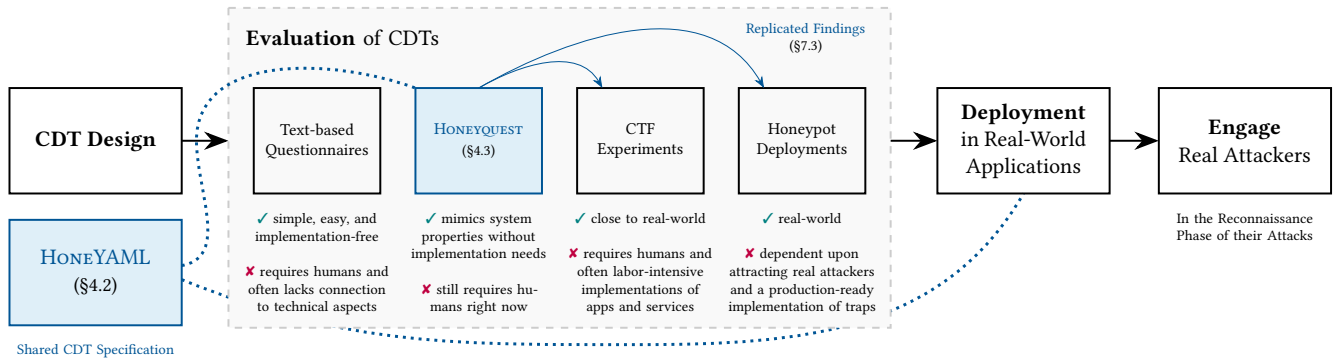 Evaluation of CDTs
Replicated Findings
(§7.3)
CDT Design
Text-based
Questionnaires
Honeyquest
(§4.3)
CTF
Experiments
Honeypot
Deployments
Deployment
in Real-World
Applications
Engage
Real Attackers
HoneYAML
(§4.2)
Shared CDT Specification
✓ simple, easy, and
implementation-free
✘ requires humans and
often lacks connection
to technical aspects
✓ mimics system
properties without
implementation needs
✘ still requires hu-
mans right now
✓ close to real-world
✘ requires humans and
often labor-intensive
implementations of
apps and services
✓ real-world
✘ dependent upon
attracting real attackers
and a production-ready
implementation of traps
In the Reconnaissance
Phase of their Attacks